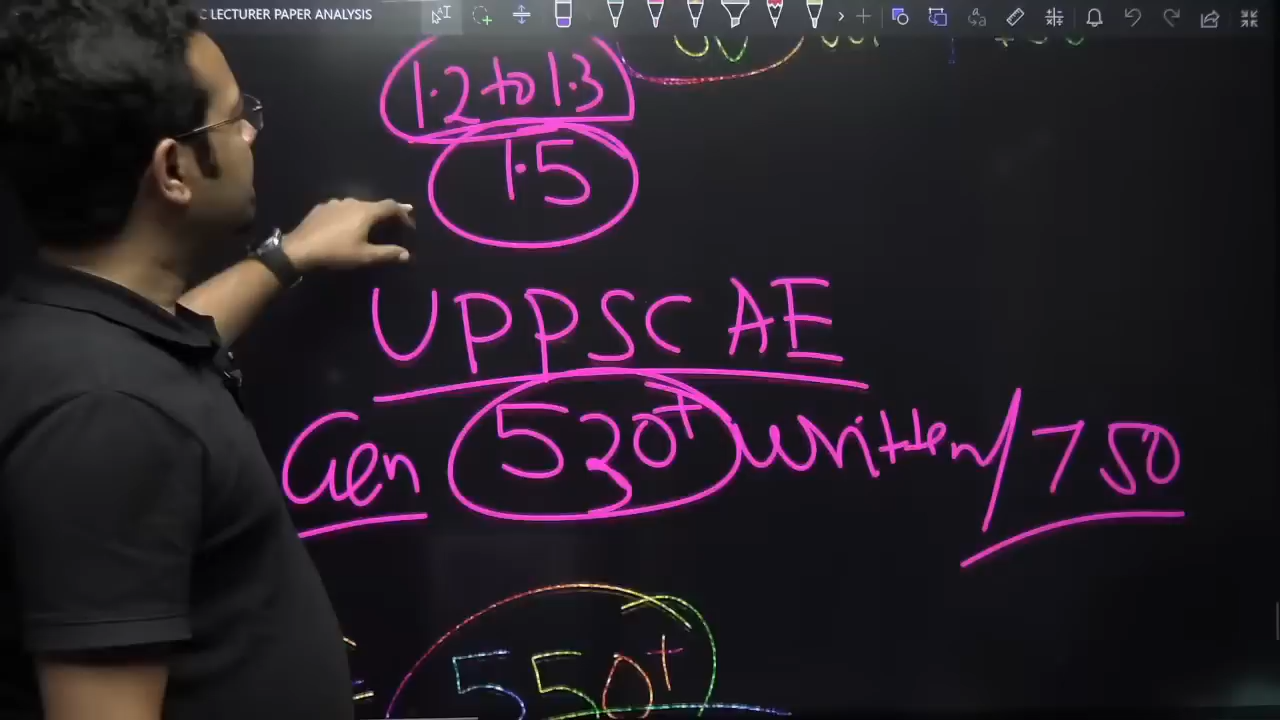 C LECTURER PAPER ANALYSIS
1.2 to 1.3
1.5
UPPSC AE
Gen 530+ Written/750
550+